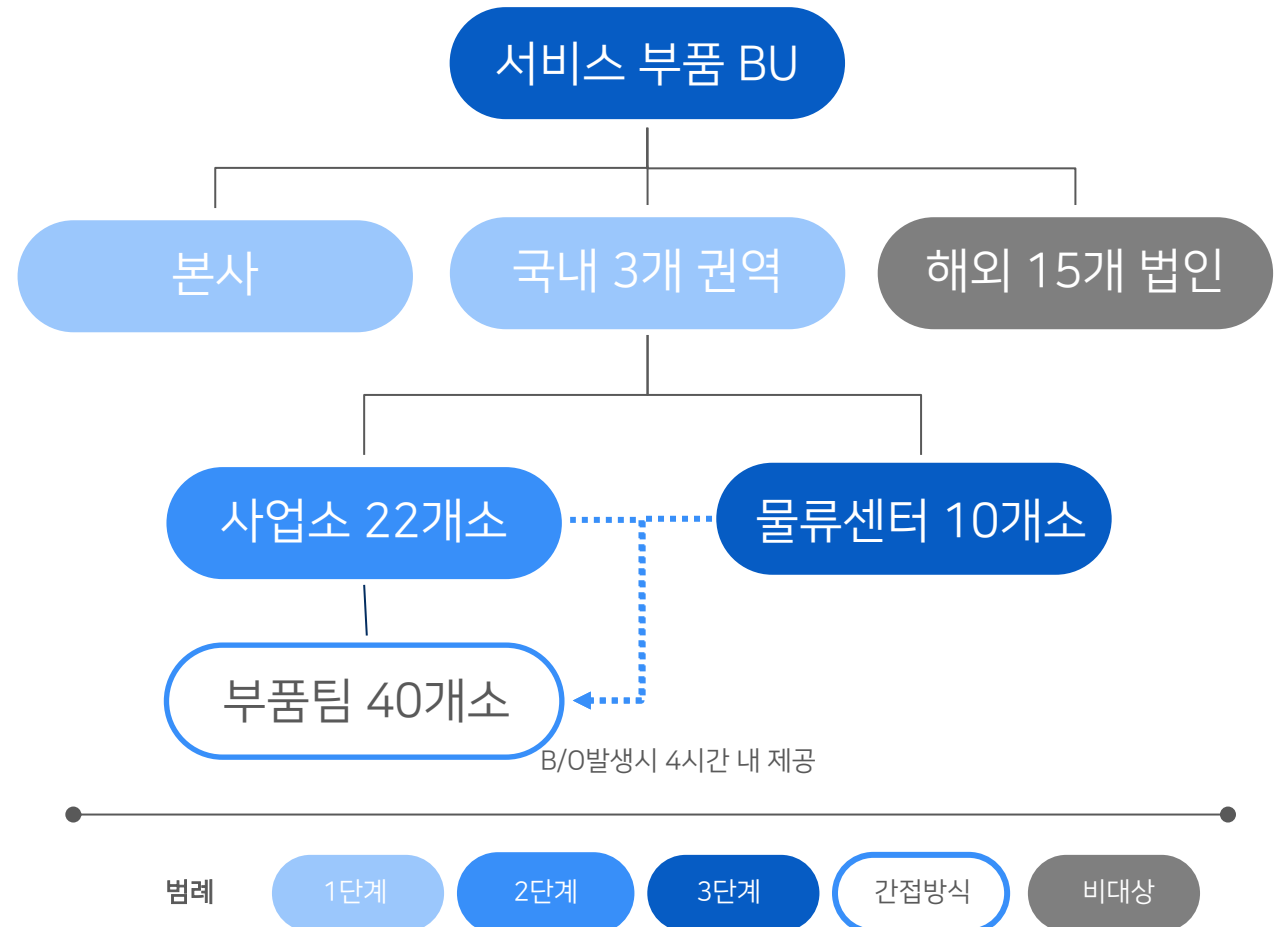 서비스 부품 BU
본사
국내 3개 권역
해외 15개 법인
사업소 22개소
물류센터 10개소
부품팀 40개소
B/O발생시 4시간 내 제공
범례
1단계
2단계
3단계
간접방식
비대상